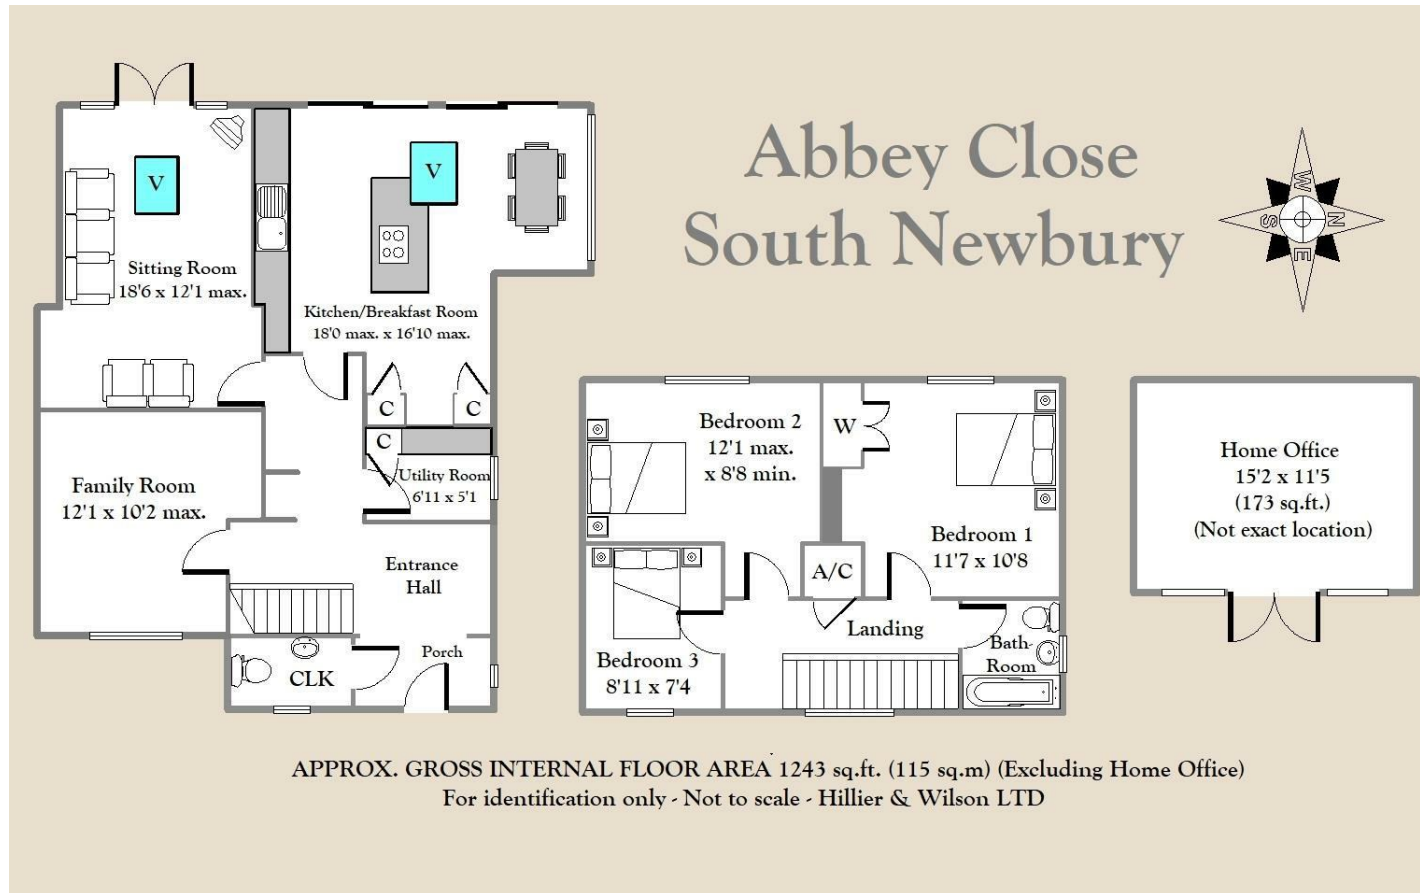 Abbey Close
South Newbury
W
N
S
E
V
V
Sitting Room
18'6 x 12'1 max.
Kitchen/Breakfast Room
18'0 max. x 16'10 max.
C
C
C
Utility Room
6'11 x 5'1
Family Room
12'1 x 10'2 max.
Entrance
Hall
Porch
CLK
Bedroom 2
12'1 max.
x 8'8 min.
W
Bedroom 1
11'7 x 10'8
A/C
Landing
Bath-
Room
Bedroom 3
8'11 x 7'4
Home Office
15'2 x 11'5
(173 sq.ft.)
(Not exact location)
APPROX. GROSS INTERNAL FLOOR AREA 1243 sq.ft. (115 sq.m) (Excluding Home Office)
For identification only - Not to scale - Hillier & Wilson LTD